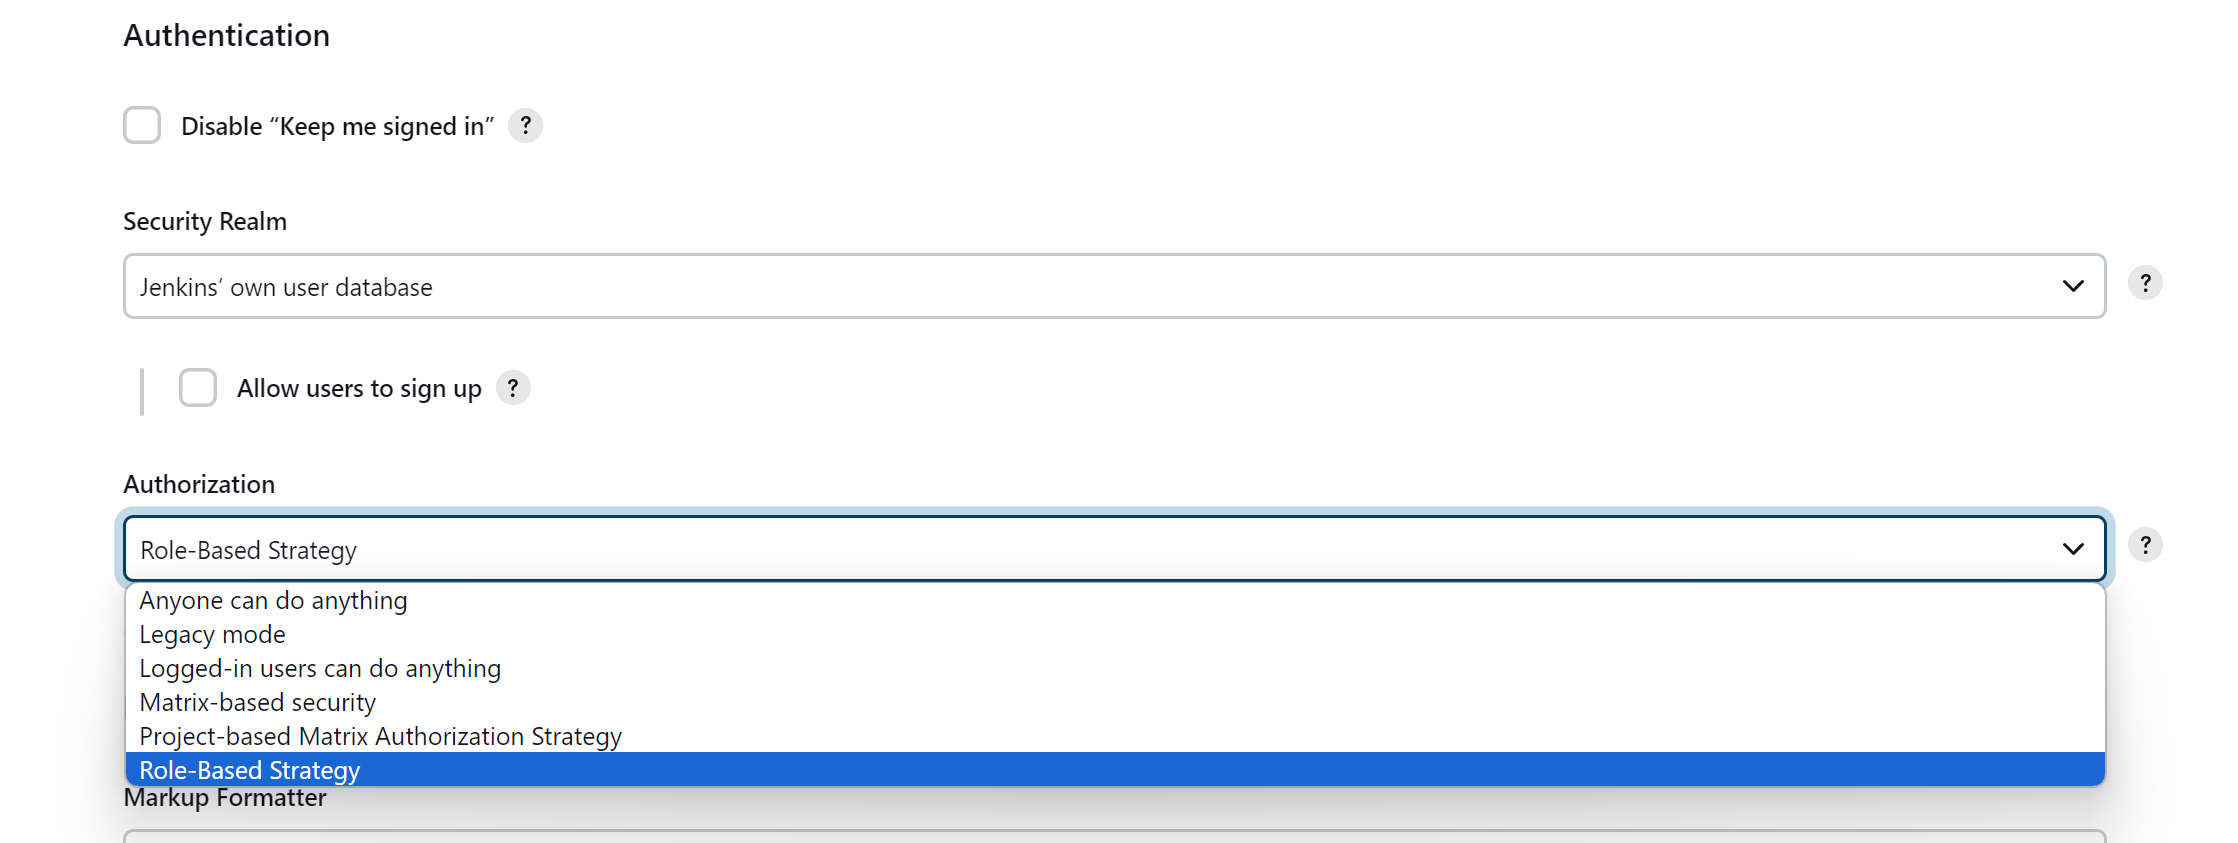 Authentication
Disable “Keep me signed in” ?
Security Realm
Jenkins’ own user database
?
Allow users to sign up ?
Authorization
Role-Based Strategy
?
Anyone can do anything
Legacy mode
Logged-in users can do anything
Matrix-based security
Project-based Matrix Authorization Strategy
Role-Based Strategy
Markup Formatter